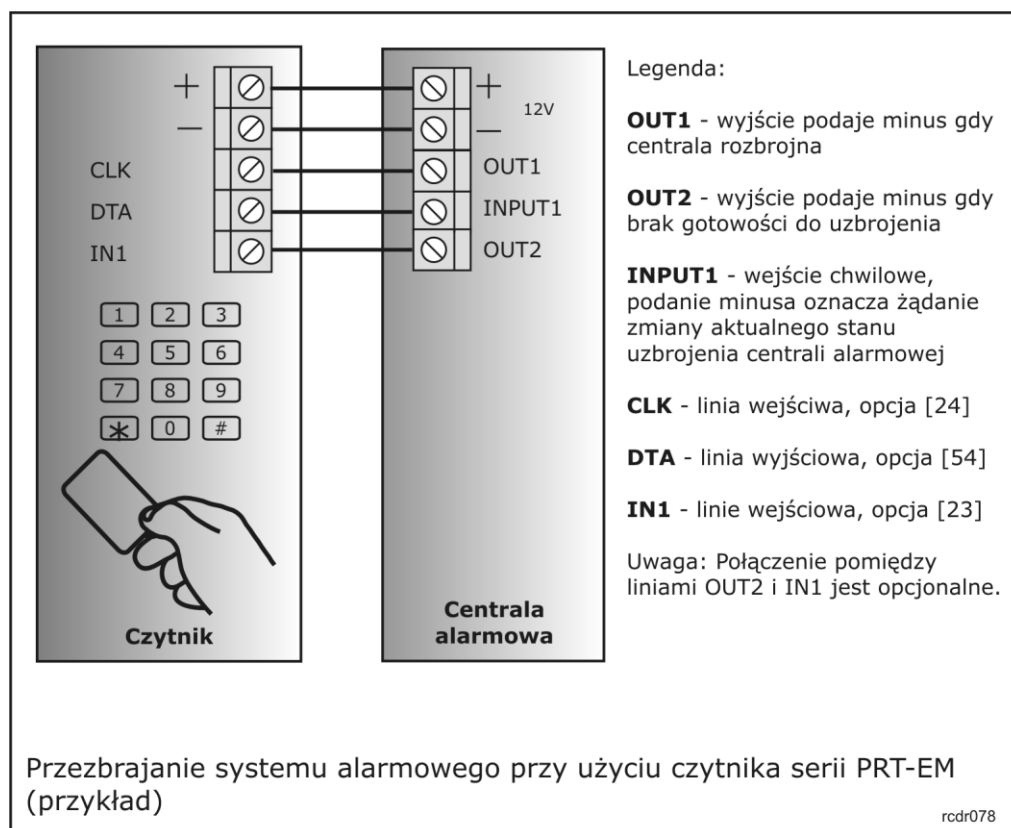 +
—
CLK
DTA
IN1
1 2 3
4 5 6
7 8 9
* 0 #
Czytnik
+
12V
—
OUT1
INPUT1
OUT2
Centrala
alarmowa
Legenda:
OUT1 - wyjście podaje minus gdy
centrala rozbrojna
OUT2 - wyjście podaje minus gdy
brak gotowości do uzbrojenia
INPUT1 - wejście chwilowe,
podanie minusa oznacza żądanie
zmiany aktualnego stanu
uzbrojenia centrali alarmowej
CLK - linia wejściwa, opcja [24]
DTA - linia wyjściowa, opcja [54]
IN1 - linie wejściowa, opcja [23]
Uwaga: Połączenie pomiędzy
liniami OUT2 i IN1 jest opcjonalne.
Przezbrajanie systemu alarmowego przy użyciu czytnika serii PRT-EM
(przykład)
rcdr078